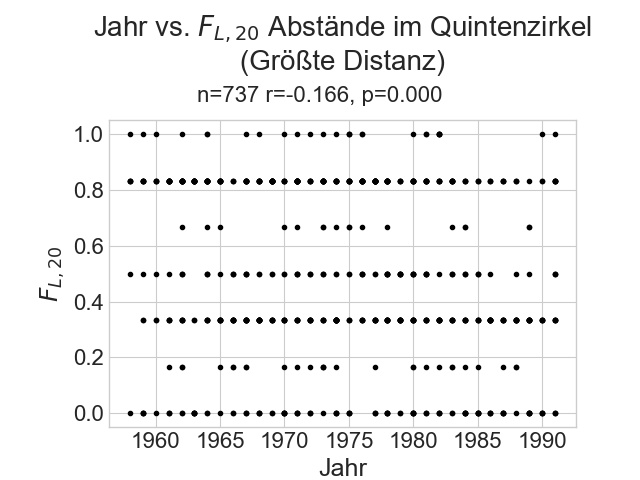 Jahr vs. F_{L, 20} Abstände im Quintenzirkel
(Größte Distanz)
n=737 r=-0.166, p=0.000
1.0
0.8
0.6
0.4
0.2
0.0
F_{L, 20}
1960 1965 1970 1975 1980 1985 1990
Jahr